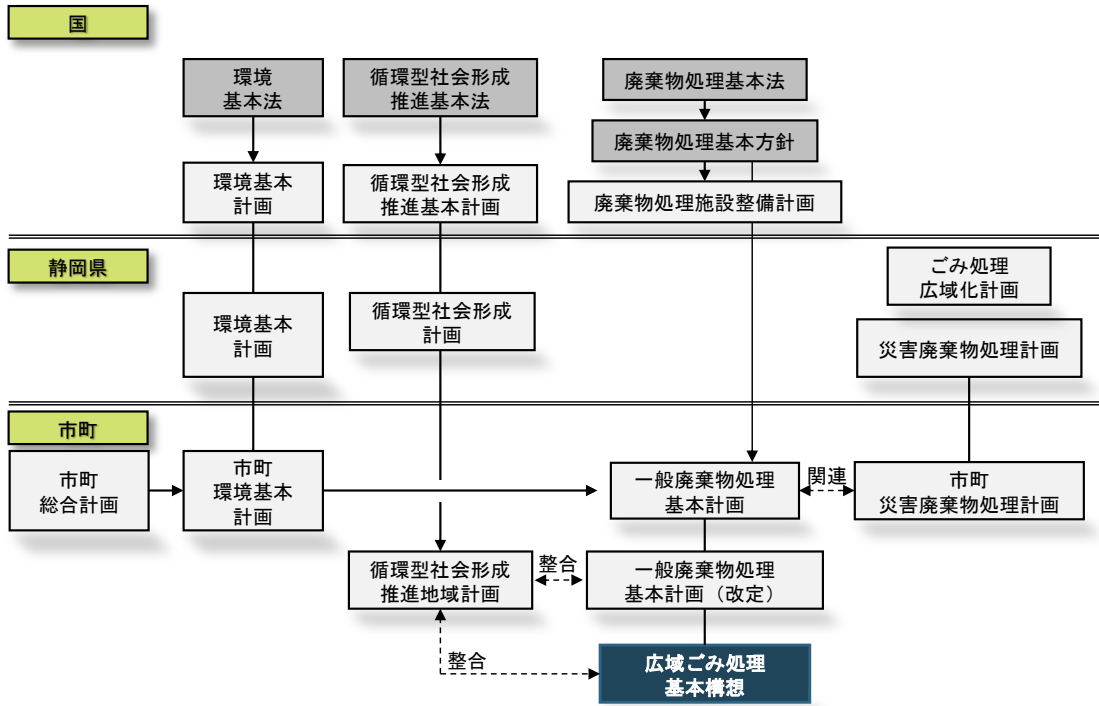 国
環境
基本法
循環型社会形成
推進基本法
廃棄物処理基本法
廃棄物処理基本方針
環境基本
計画
循環型社会形成
推進基本計画
廃棄物処理施設整備計画
静岡県
ごみ処理
広域化計画
環境基本
計画
循環型社会形成
計画
災害廃棄物処理計画
市町
市町
総合計画
市町
環境基本
計画
一般廃棄物処理
基本計画
関連
市町
災害廃棄物処理計画
循環型社会形成
推進地域計画
整合
一般廃棄物処理
基本計画（改定）
整合
広域ごみ処理
基本構想